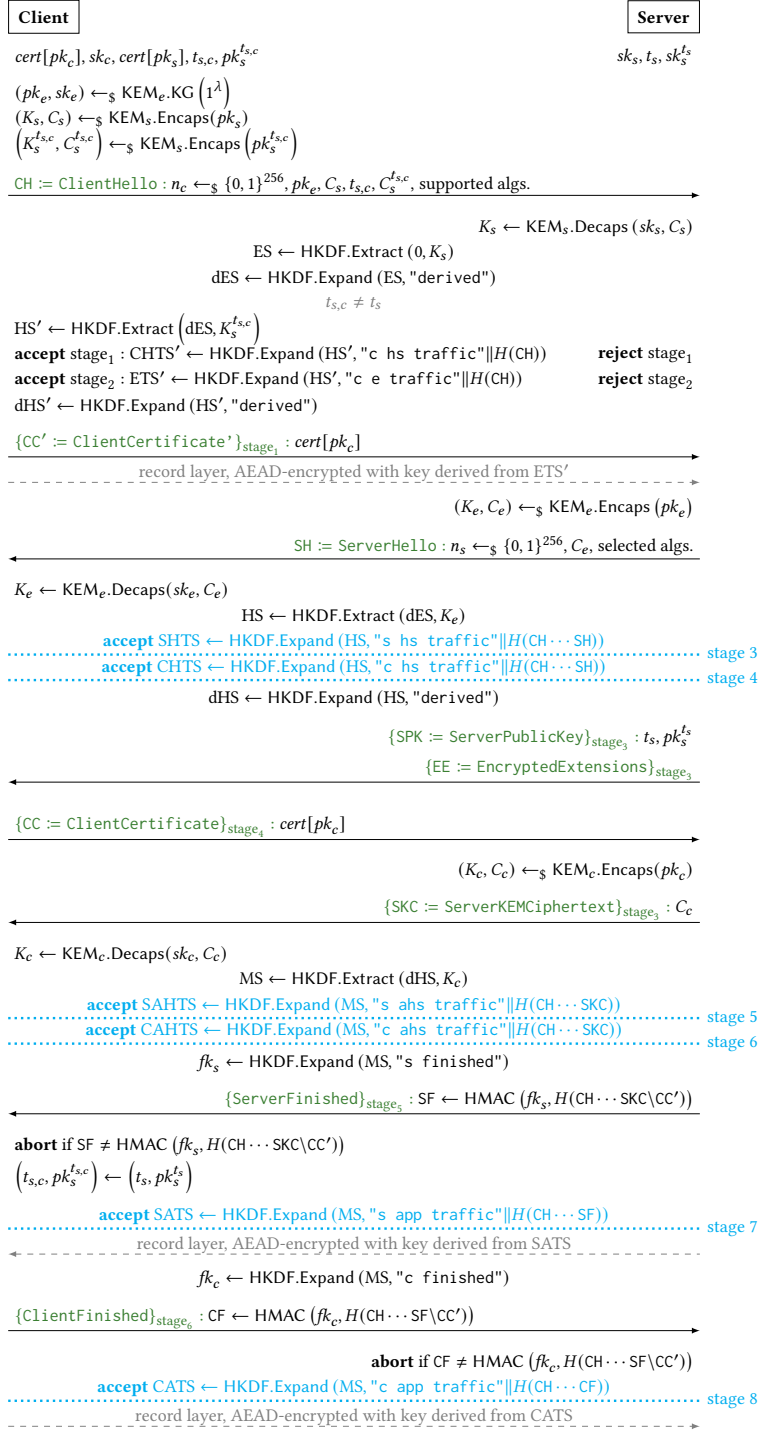 Client Server
cert[pk_c], sk_c, cert[pk_s], t_{s,c}, pk_s^{t_{s,c}} sk_s, t_s, sk_s^{t_s}
(pk_e, sk_e) ←$ KEM_e.KG (1^λ)
(K_s, C_s) ←$ KEM_s.Encaps(pk_s)
(K_s^{t_{s,c}}, C_s^{t_{s,c}}) ←$ KEM_s.Encaps (pk_s^{t_{s,c}})
CH := ClientHello : n_c ←$ {0, 1}^{256}, pk_e, C_s, t_{s,c}, C_s^{t_{s,c}}, supported algs.
K_s ← KEM_s.Decaps (sk_s, C_s)
ES ← HKDF.Extract (0, K_s)
dES ← HKDF.Expand (ES, "derived")
t_{s,c} ≠ t_s
HS′ ← HKDF.Extract (dES, K_s^{t_{s,c}})
accept stage_1 : CHTS′ ← HKDF.Expand (HS′, "c hs traffic"‖H(CH)) reject stage_1
accept stage_2 : ETS′ ← HKDF.Expand (HS′, "c e traffic"‖H(CH)) reject stage_2
dHS′ ← HKDF.Expand (HS′, "derived")
{CC′ := ClientCertificate'}_{stage_1} : cert[pk_c]
record layer, AEAD-encrypted with key derived from ETS′
(K_e, C_e) ←$ KEM_e.Encaps (pk_e)
SH := ServerHello : n_s ←$ {0, 1}^{256}, C_e, selected algs.
K_e ← KEM_e.Decaps(sk_e, C_e)
HS ← HKDF.Extract (dES, K_e)
accept SHTS ← HKDF.Expand (HS, "s hs traffic"‖H(CH · · · SH))
stage 3
accept CHTS ← HKDF.Expand (HS, "c hs traffic"‖H(CH · · · SH))
stage 4
dHS ← HKDF.Expand (HS, "derived")
{SPK := ServerPublicKey}_{stage_3} : t_s, pk_s^{t_s}
{EE := EncryptedExtensions}_{stage_3}
{CC := ClientCertificate}_{stage_4} : cert[pk_c]
(K_c, C_c) ←$ KEM_c.Encaps(pk_c)
{SKC := ServerKEMCiphertext}_{stage_3} : C_c
K_c ← KEM_c.Decaps(sk_c, C_c)
MS ← HKDF.Extract (dHS, K_c)
accept SAHTS ← HKDF.Expand (MS, "s ahs traffic"‖H(CH · · · SKC))
stage 5
accept CAHTS ← HKDF.Expand (MS, "c ahs traffic"‖H(CH · · · SKC))
stage 6
fk_s ← HKDF.Expand (MS, "s finished")
{ServerFinished}_{stage_5} : SF ← HMAC (fk_s, H(CH · · · SKC\CC′))
abort if SF ≠ HMAC (fk_s, H(CH · · · SKC\CC′))
(t_{s,c}, pk_s^{t_{s,c}}) ← (t_s, pk_s^{t_s})
accept SATS ← HKDF.Expand (MS, "s app traffic"‖H(CH · · · SF))
stage 7
record layer, AEAD-encrypted with key derived from SATS
fk_c ← HKDF.Expand (MS, "c finished")
{ClientFinished}_{stage_6} : CF ← HMAC (fk_c, H(CH · · · SF\CC′))
abort if CF ≠ HMAC (fk_c, H(CH · · · SF\CC′))
accept CATS ← HKDF.Expand (MS, "c app traffic"‖H(CH · · · CF))
stage 8
record layer, AEAD-encrypted with key derived from CATS